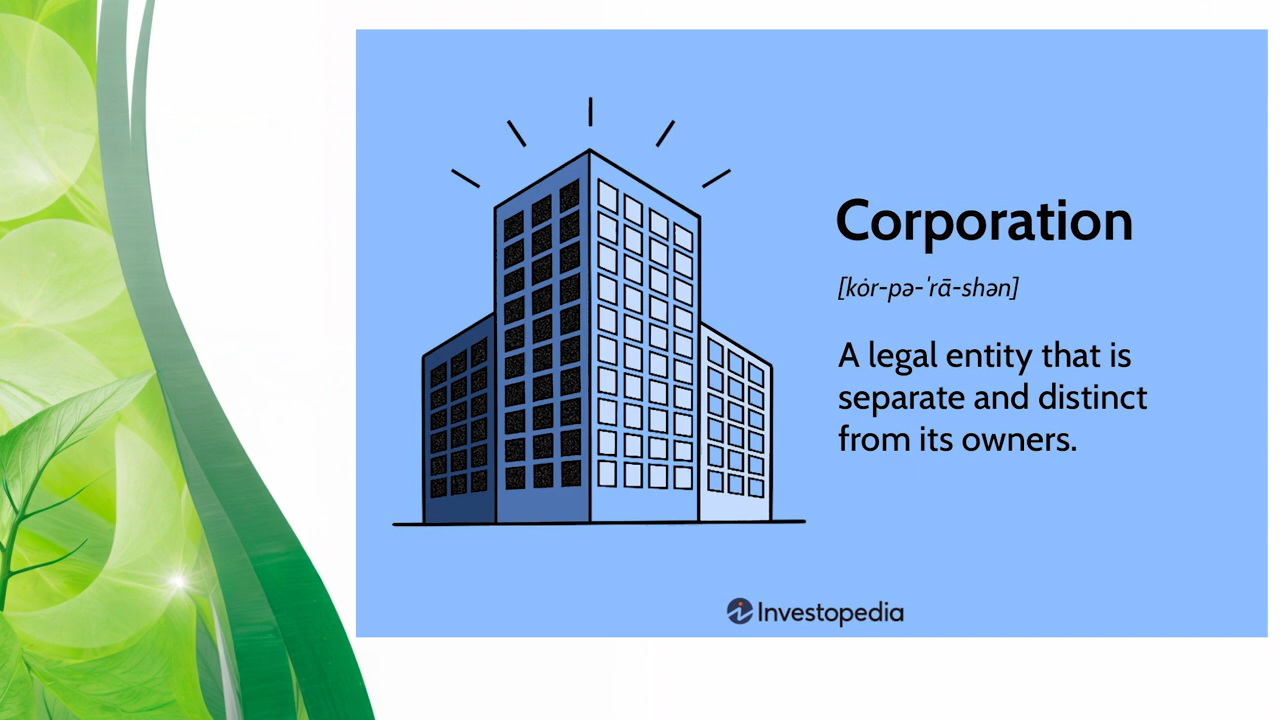 Corporation
[kȯr-pə-ˈrā-shən]
A legal entity that is
separate and distinct
from its owners.
Investopedia